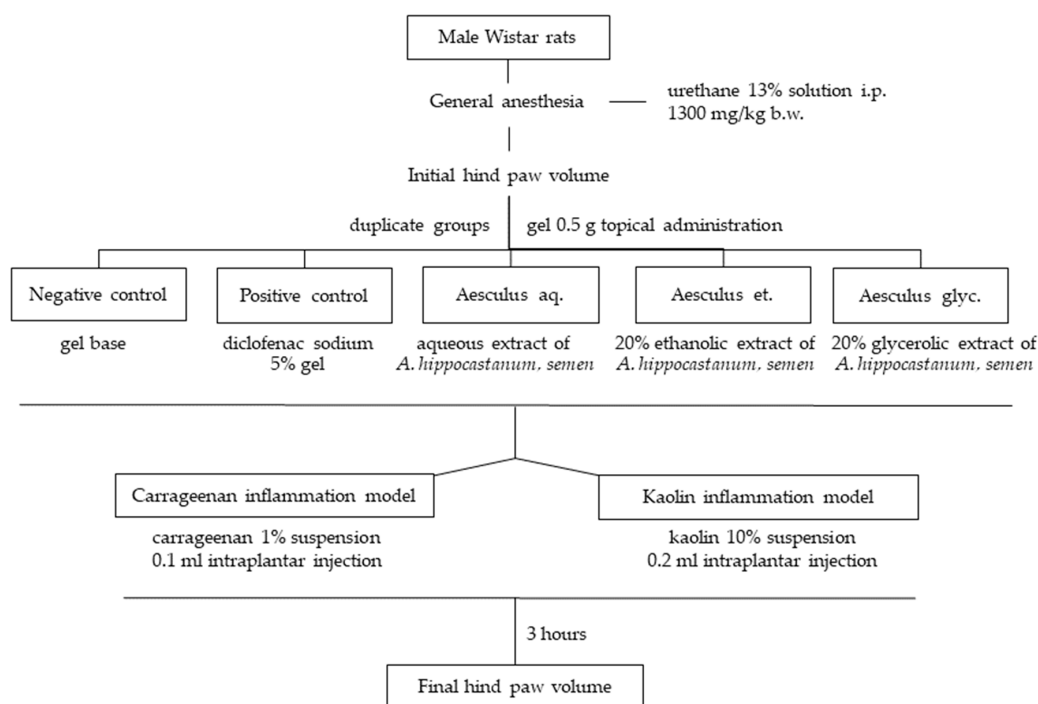 Male Wistar rats
General anesthesia
urethane 13% solution i.p.
1300 mg/kg b.w.
Initial hind paw volume
duplicate groups
gel 0.5 g topical administration
Negative control
gel base
Positive control
diclofenac sodium
5% gel
Aesculus aq.
aqueous extract of
A. hippocastanum, semen
Aesculus et.
20% ethanolic extract of
A. hippocastanum, semen
Aesculus glyc.
20% glycerolic extract of
A. hippocastanum, semen
Carrageenan inflammation model
carrageenan 1% suspension
0.1 ml intraplantar injection
Kaolin inflammation model
kaolin 10% suspension
0.2 ml intraplantar injection
3 hours
Final hind paw volume